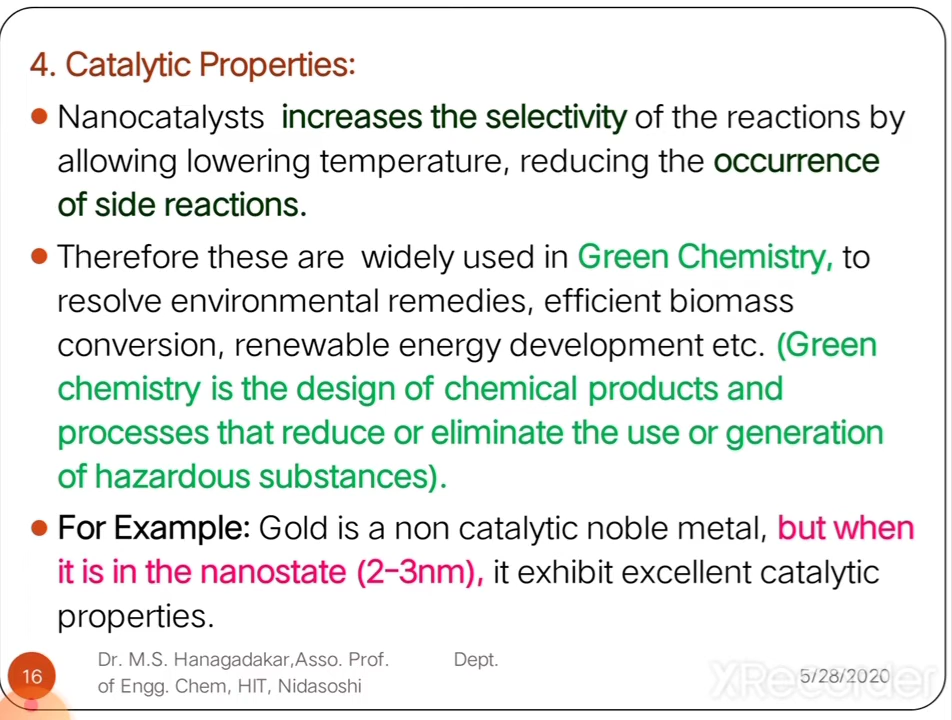 4. Catalytic Properties:
Nanocatalysts increases the selectivity of the reactions by
allowing lowering temperature, reducing the occurrence
of side reactions.
Therefore these are widely used in Green Chemistry, to
resolve environmental remedies, efficient biomass
conversion, renewable energy development etc. (Green
chemistry is the design of chemical products and
processes that reduce or eliminate the use or generation
of hazardous substances).
For Example: Gold is a non catalytic noble metal, but when
it is in the nanostate (2-3nm), it exhibit excellent catalytic
properties.
16
Dr. M.S. Hanagadakar,Asso. Prof. Dept.
of Engg. Chem, HIT, Nidasoshi
5/28/2020
XRecorder